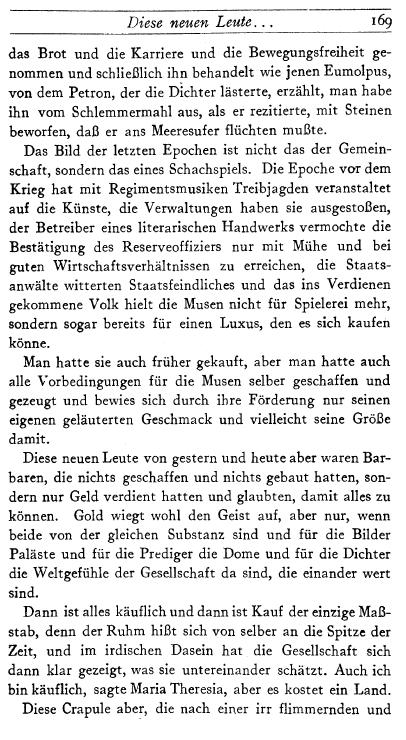 Diese neuen Leute... 169
das Brot und die Karriere und die Bewegungsfreiheit ge-
nommen und schließlich ihn behandelt wie jenen Eumolpus,
von dem Petron, der die Dichter lästerte, erzählt, man habe
ihn vom Schlemmermahl aus, als er rezitierte, mit Steinen
beworfen, daß er ans Meeresufer flüchten mußte.
Das Bild der letzten Epochen ist nicht das der Gemein-
schaft, sondern das eines Schachspiels. Die Epoche vor dem
Krieg hat mit Regimentsmusiken Treibjagden veranstaltet
auf die Künste, die Verwaltungen haben sie ausgestoßen,
der Betreiber eines literarischen Handwerks vermochte die
Bestätigung des Reserveoffiziers nur mit Mühe und bei
guten Wirtschaftsverhältnissen zu erreichen, die Staats-
anwälte witterten Staatsfeindliches und das ins Verdienen
gekommene Volk hielt die Musen nicht für Spielerei mehr,
sondern sogar bereits für einen Luxus, den es sich kaufen
könne.
Man hatte sie auch früher gekauft, aber man hatte auch
alle Vorbedingungen für die Musen selber geschaffen und
gezeugt und bewies sich durch ihre Förderung nur seinen
eigenen geläuterten Geschmack und vielleicht seine Größe
damit.
Diese neuen Leute von gestern und heute aber waren Bar-
baren, die nichts geschaffen und nichts gebaut hatten, son-
dern nur Geld verdient hatten und glaubten, damit alles zu
können. Gold wiegt wohl den Geist auf, aber nur, wenn
beide von der gleichen Substanz sind und für die Bilder
Paläste und für die Prediger die Dome und für die Dichter
die Weltgefühle der Gesellschaft da sind, die einander wert
sind.
Dann ist alles käuflich und dann ist Kauf der einzige Maß-
stab, denn der Ruhm hißt sich von selber an die Spitze der
Zeit, und im irdischen Dasein hat die Gesellschaft sich
dann klar gezeigt, was sie untereinander schätzt. Auch ich
bin käuflich, sagte Maria Theresia, aber es kostet ein Land.
Diese Crapule aber, die nach einer irr flimmernden und